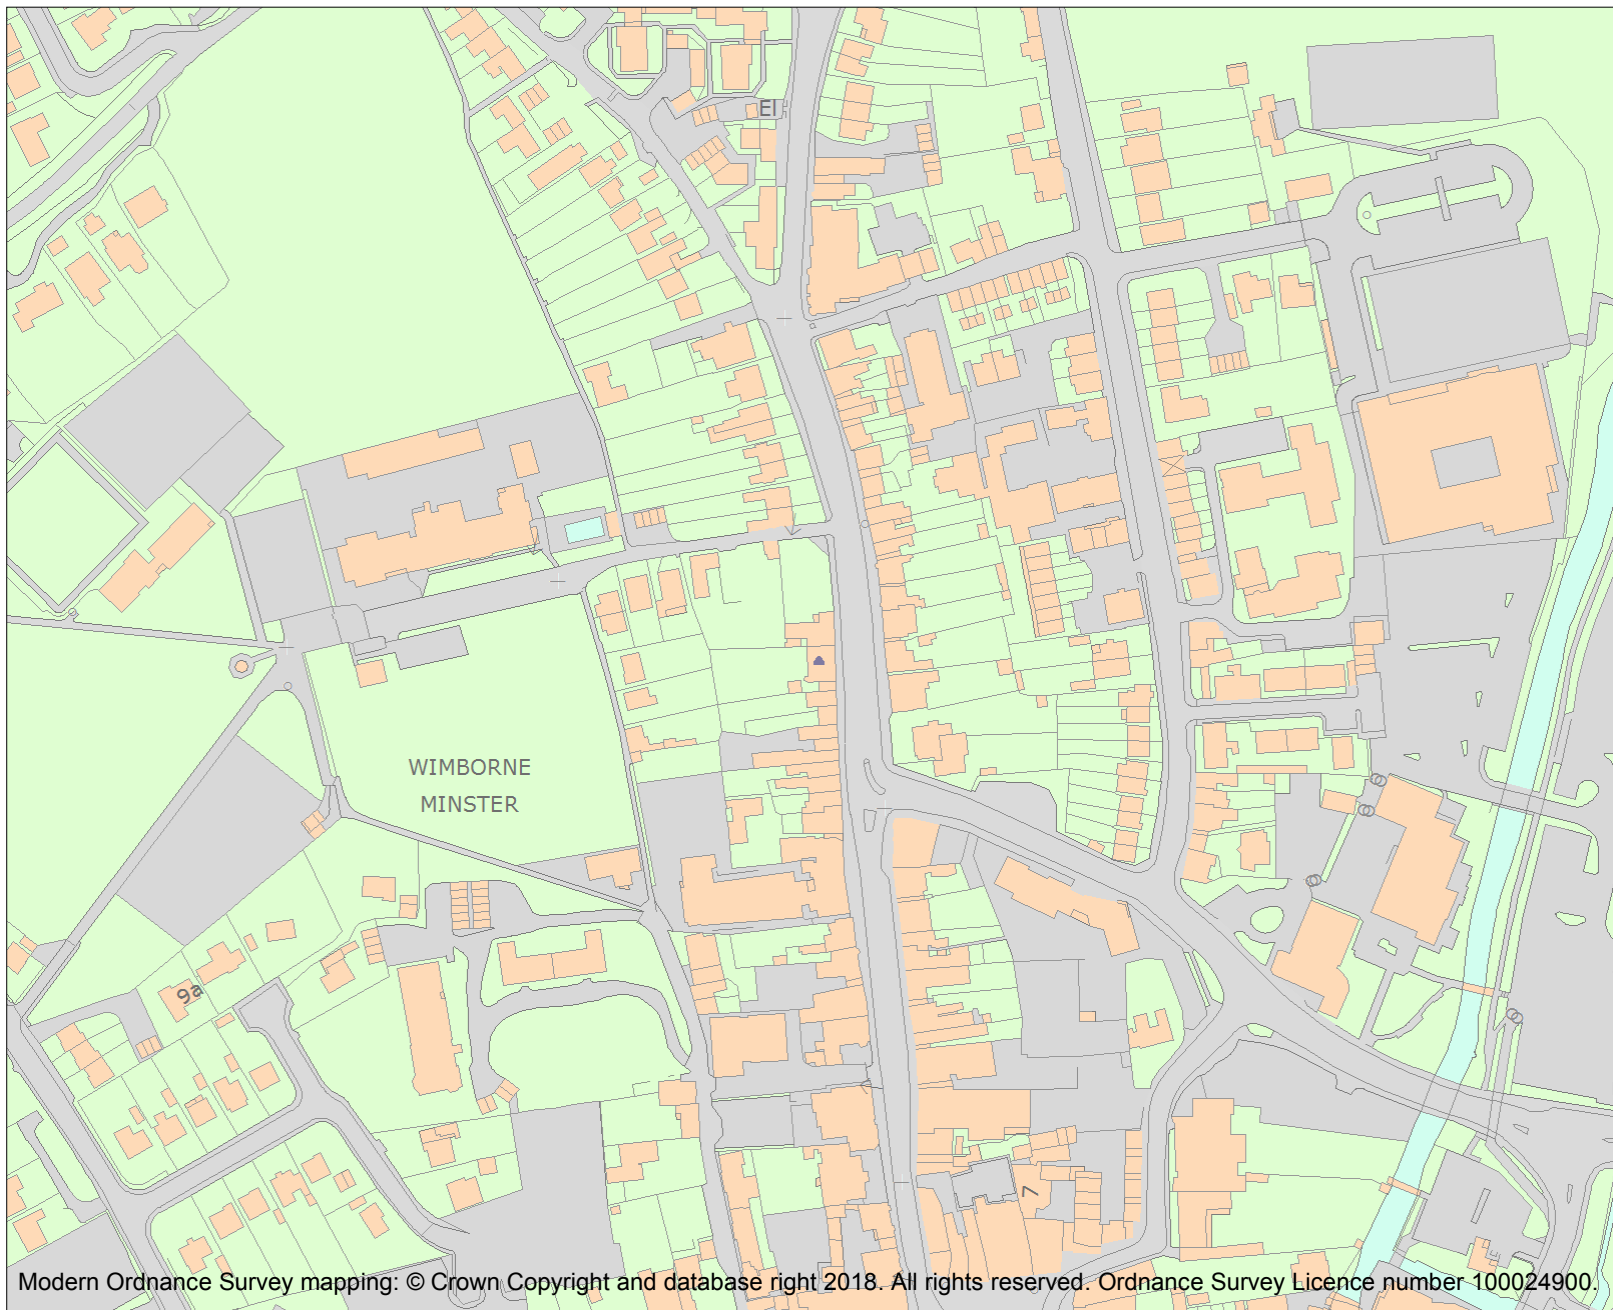 El
WIMBORNE
MINSTER
9a
7
Modern Ordnance Survey mapping: © Crown Copyright and database right 2018. All rights reserved. Ordnance Survey Licence number 100024900.